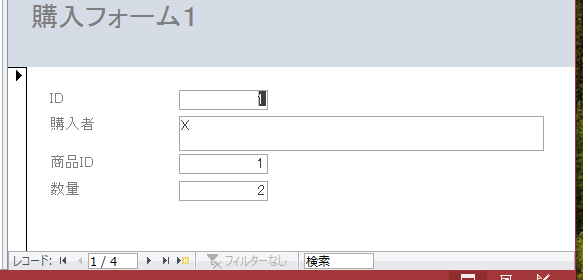 購入フォーム1
ID 1
購入者 X
商品ID 1
数量 2
レコード: 1 / 4 フィルターなし 検索